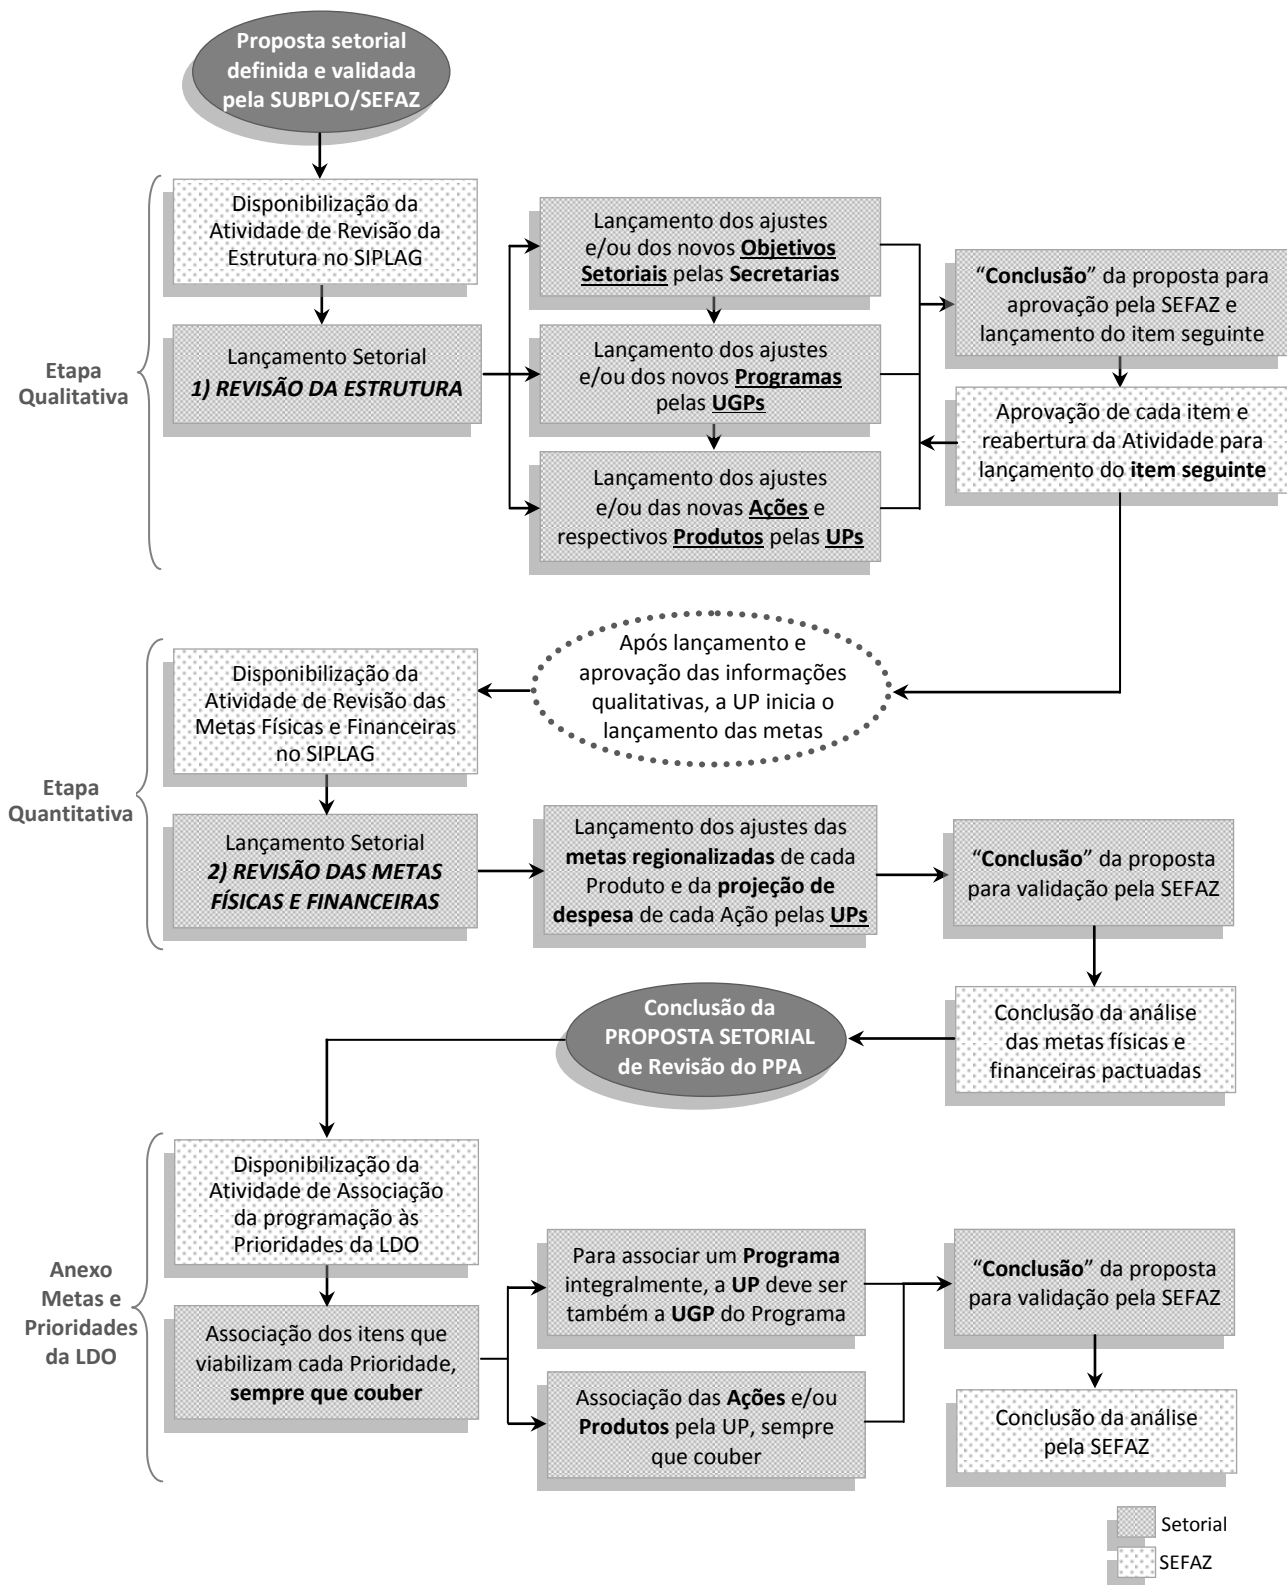 Proposta setorial
definida e validada
pela SUBPLO/SEFAZ
Etapa
Qualitativa
Disponibilização da
Atividade de Revisão da
Estrutura no SIPLAG
Lançamento Setorial
1) REVISÃO DA ESTRUTURA
Lançamento dos ajustes
e/ou dos novos Objetivos
Setoriais pelas Secretarias
Lançamento dos ajustes
e/ou dos novos Programas
pelas UGPs
Lançamento dos ajustes
e/ou das novas Ações e
respectivos Produtos pelas UPs
“Conclusão” da proposta para
aprovação pela SEFAZ e
lançamento do item seguinte
Aprovação de cada item e
reabertura da Atividade para
lançamento do item seguinte
Após lançamento e
aprovação das informações
qualitativas, a UP inicia o
lançamento das metas
Etapa
Quantitativa
Disponibilização da
Atividade de Revisão das
Metas Físicas e Financeiras
no SIPLAG
Lançamento Setorial
2) REVISÃO DAS METAS
FÍSICAS E FINANCEIRAS
Lançamento dos ajustes das
metas regionalizadas de cada
Produto e da projeção de
despesa de cada Ação pelas UPs
“Conclusão” da proposta
para validação pela SEFAZ
Conclusão da análise
das metas físicas e
financeiras pactuadas
Conclusão da
PROPOSTA SETORIAL
de Revisão do PPA
Anexo
Metas e
Prioridades
da LDO
Disponibilização da
Atividade de Associação
da programação às
Prioridades da LDO
Associação dos itens que
viabilizam cada Prioridade,
sempre que couber
Para associar um Programa
integralmente, a UP deve ser
também a UGP do Programa
Associação das Ações e/ou
Produtos pela UP, sempre
que couber
“Conclusão” da proposta
para validação pela SEFAZ
Conclusão da análise
pela SEFAZ
Setorial
SEFAZ